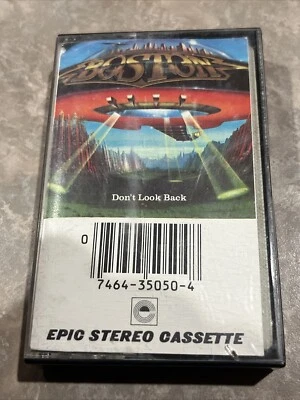 BOSTON
Don't Look Back
0
7464-35050-4
EPIC STEREO CASSETTE